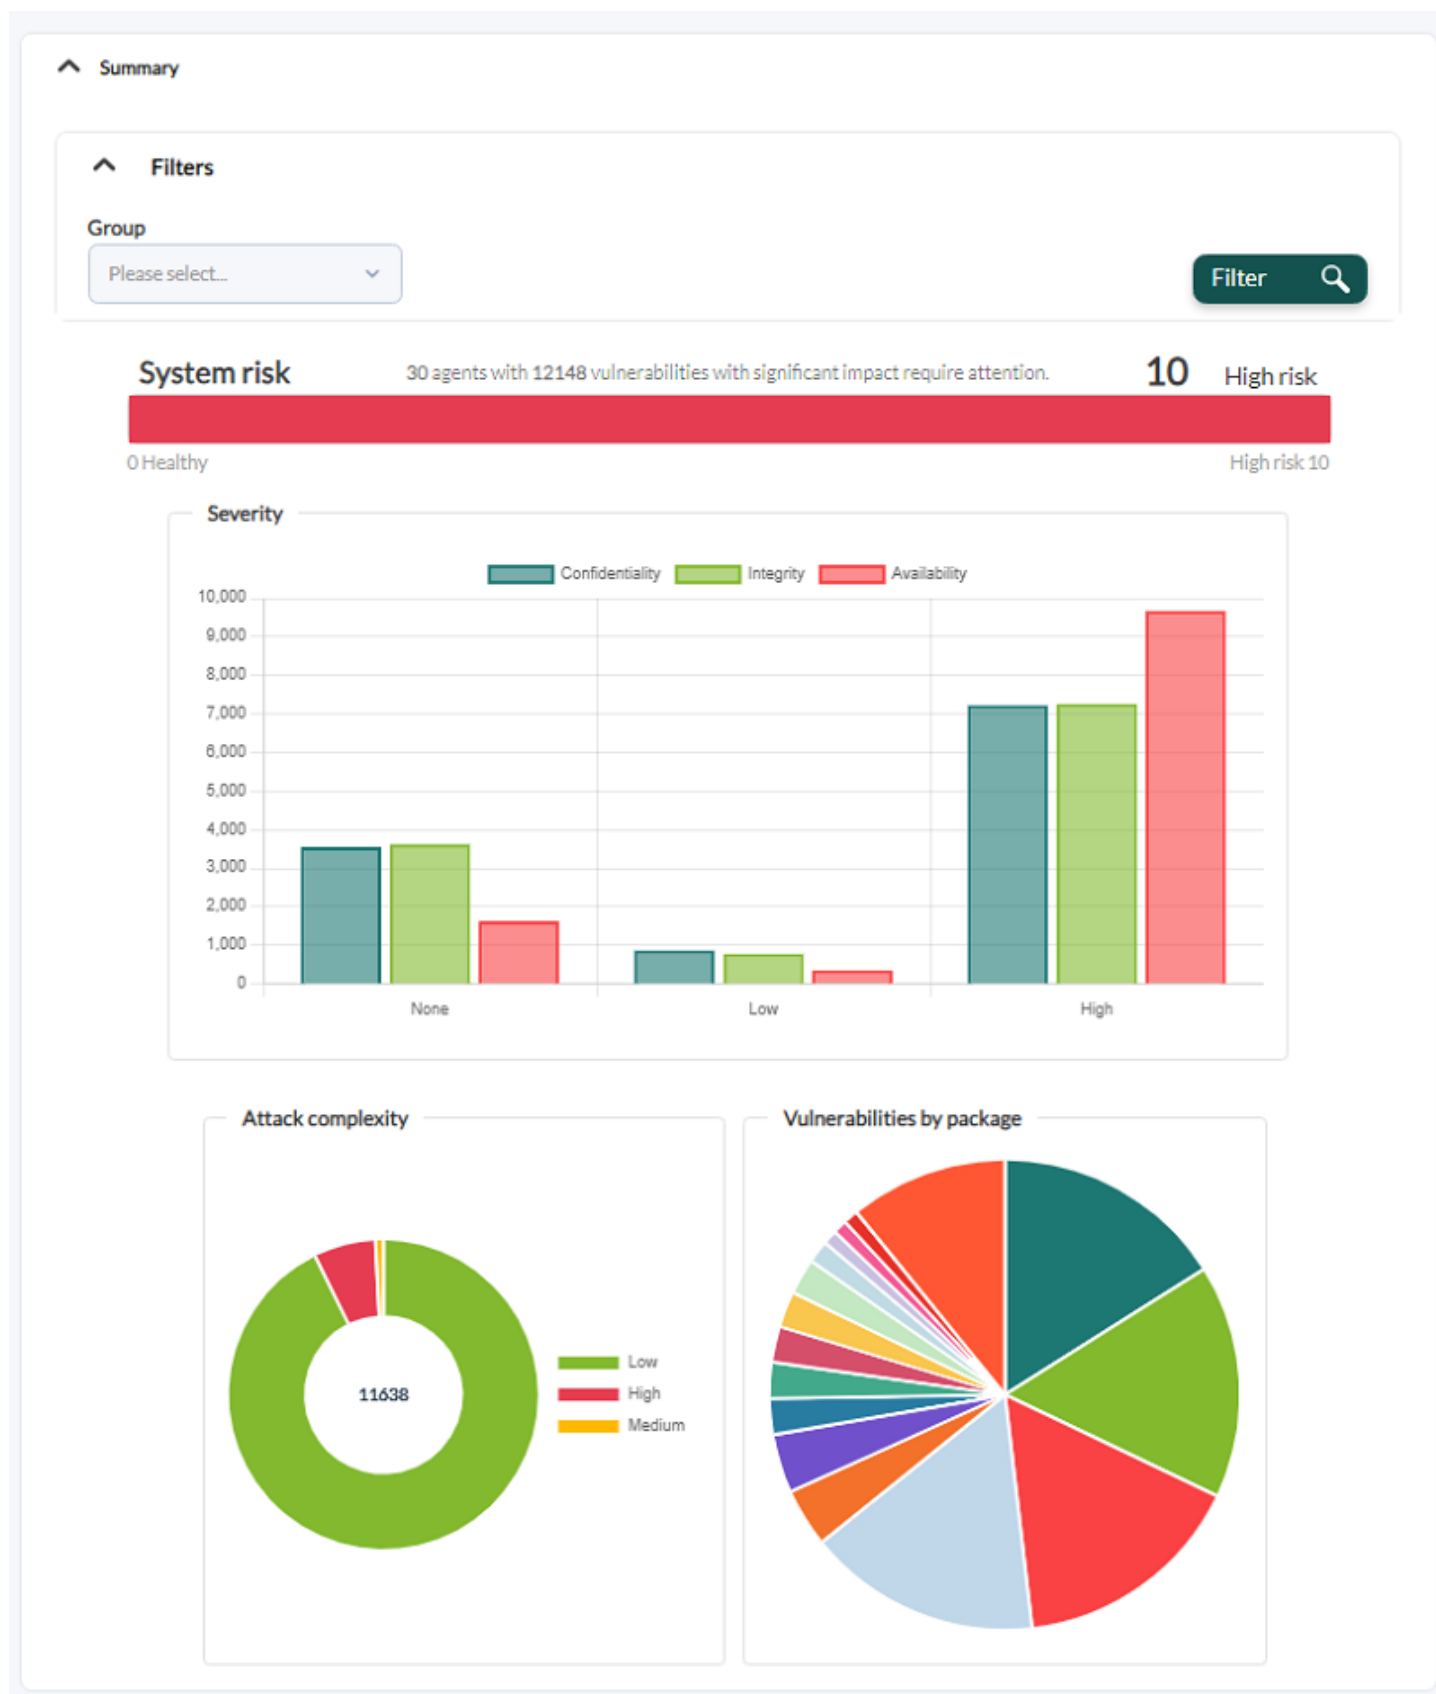 Summary
Filters
Group
Please select...
Filter
System risk 30 agents with 12148 vulnerabilities with significant impact require attention. 10 High risk
0 Healthy High risk 10
Severity
Confidentiality Integrity Availability
10,000
9,000
8,000
7,000
6,000
5,000
4,000
3,000
2,000
1,000
0
None Low High
Attack complexity
11638
Low
High
Medium
Vulnerabilities by package